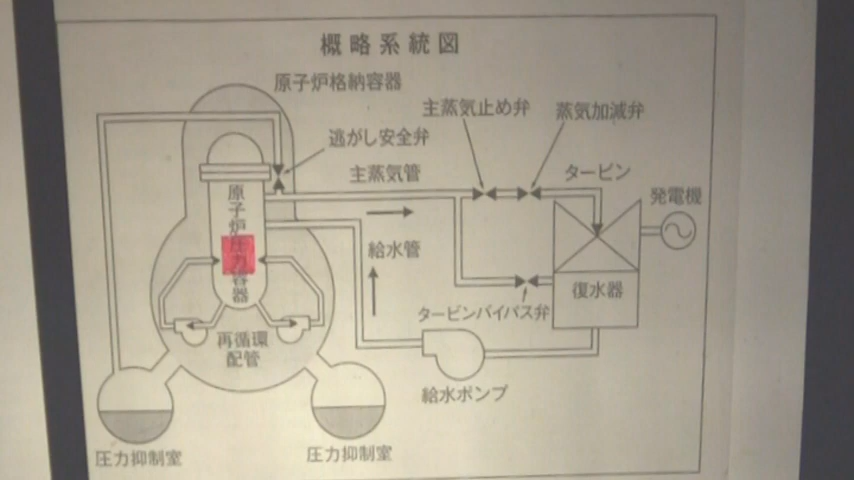 概略系統図
原子炉格納容器
主蒸気止め弁
蒸気加減弁
逃がし安全弁
主蒸気管
タービン
発電機
原子炉圧力容器
給水管
復水器
タービンバイパス弁
再循環
配管
給水ポンプ
圧力抑制室
圧力抑制室